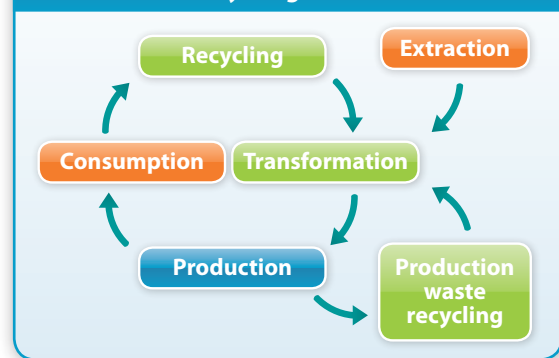 Recycling
Extraction
Consumption
Transformation
Production
Production
waste
recycling